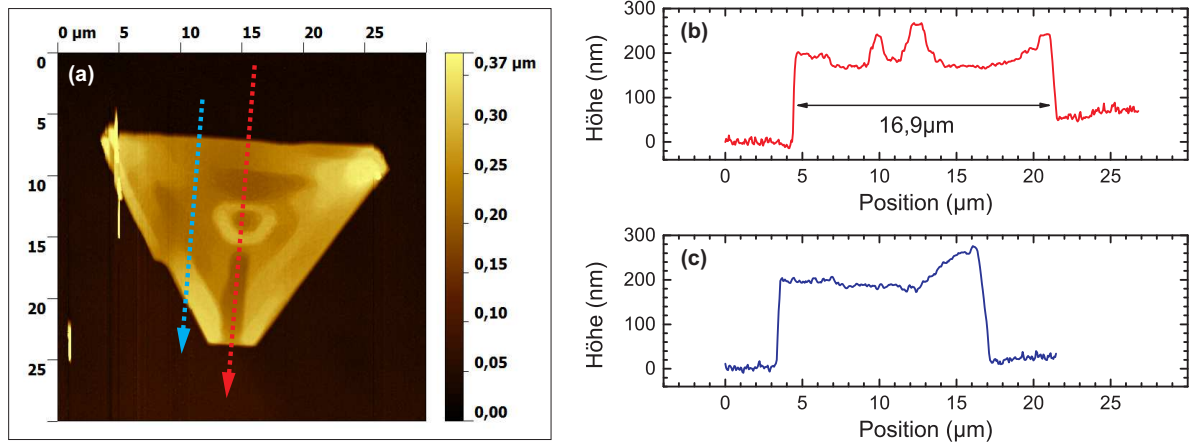 0 µm 5 10 15 20 25
0
5
10
15
20
25
(a)
0,37 µm
0,30
0,25
0,20
0,15
0,10
0,05
0,00
(b)
300
200
100
0
Höhe (nm)
16,9µm
0 5 10 15 20 25
Position (µm)
(c)
300
200
100
0
Höhe (nm)
0 5 10 15 20 25
Position (µm)